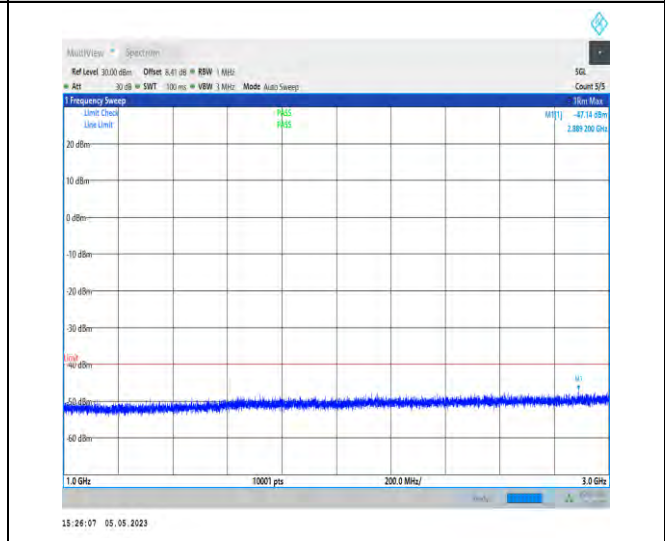 MultiView Spectrum
Ref Level 30.00 dBm Offset 8.41 dB RBW 1 MHz SGL
Att 30 dB SWT 100 ms VBW 3 MHz Mode Auto Sweep Count 5/5
1 Frequency Sweep 1Rm Max
Limit Check PASS M1[1] -47.14 dBm
Line Limit PASS 2.889 200 GHz
20 dBm
10 dBm
0 dBm
-10 dBm
-20 dBm
-30 dBm
Limit
-40 dBm
M1
-50 dBm
-60 dBm
1.0 GHz 10001 pts 200.0 MHz/ 3.0 GHz
15:26:07 05.05.2023